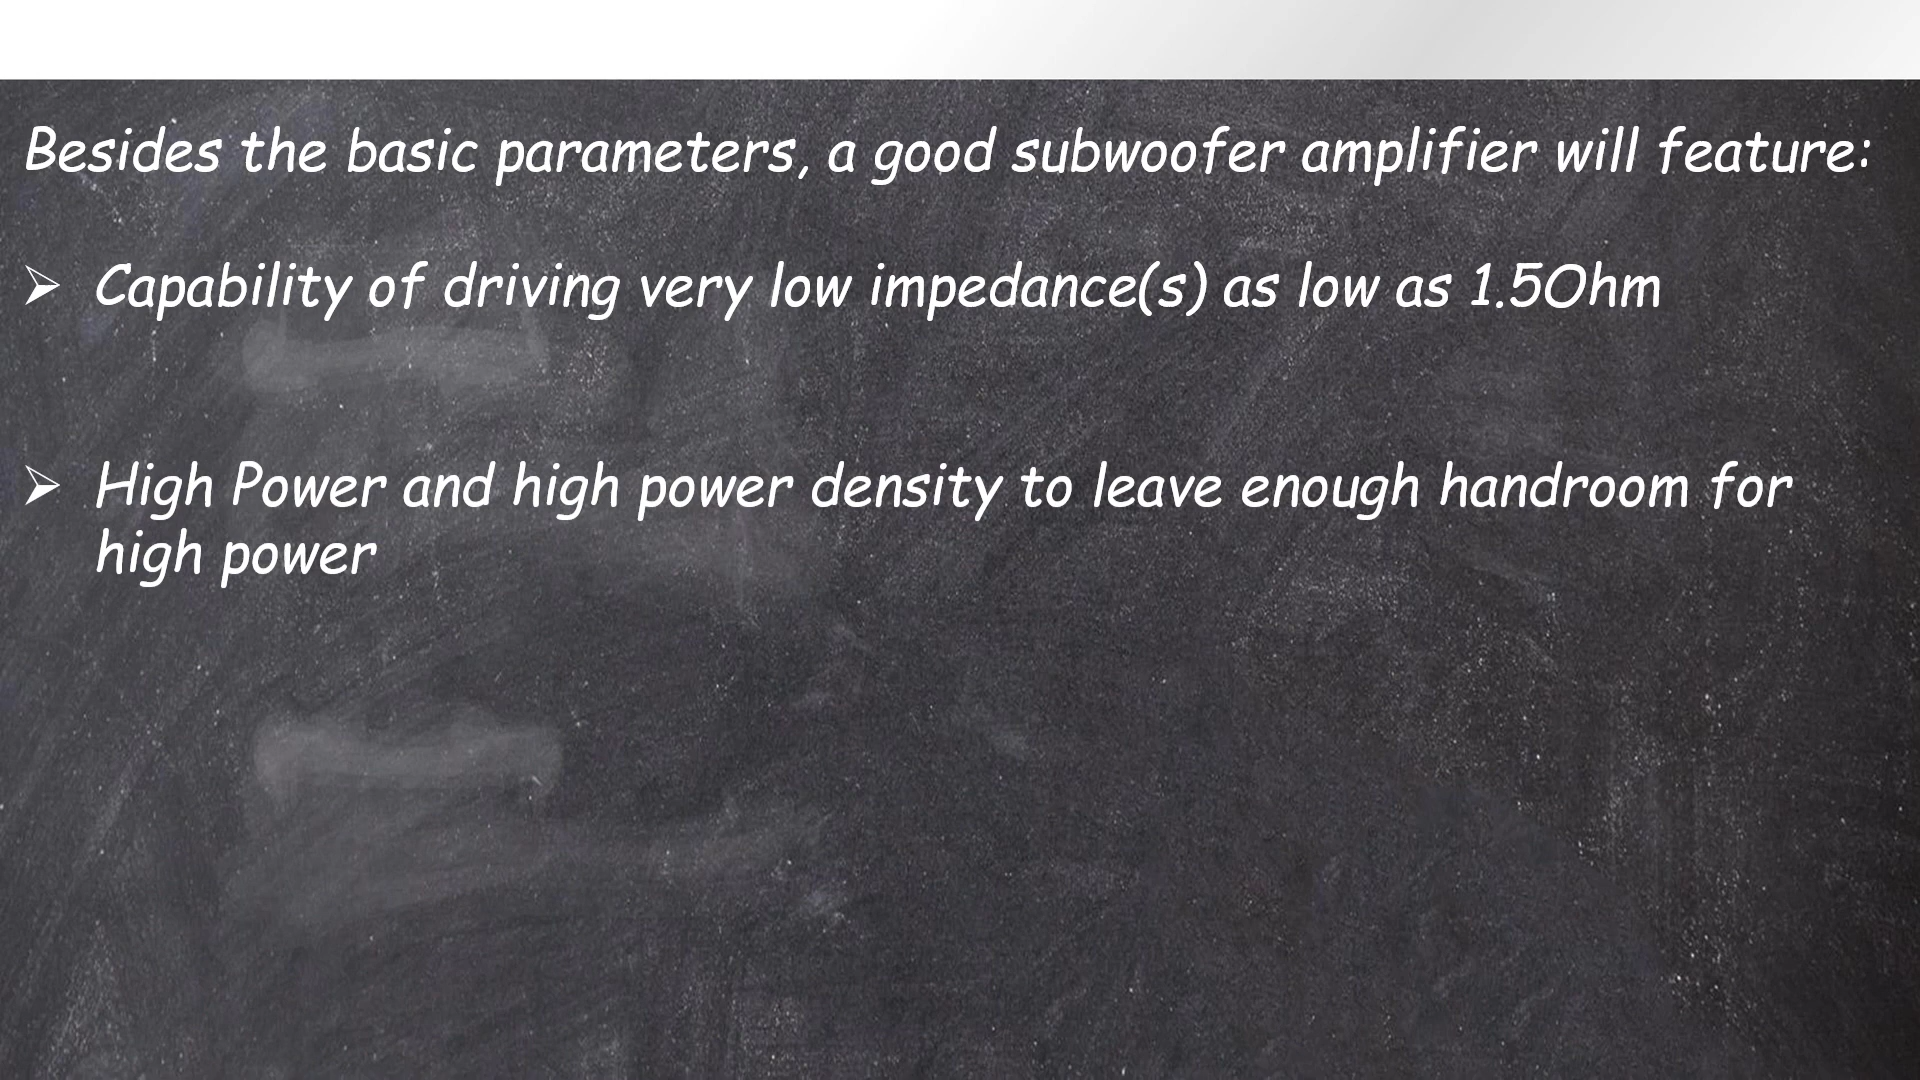 Besides the basic parameters, a good subwoofer amplifier will feature:
➢ Capability of driving very low impedance(s) as low as 1.5Ohm
➢ High Power and high power density to leave enough handroom for
high power